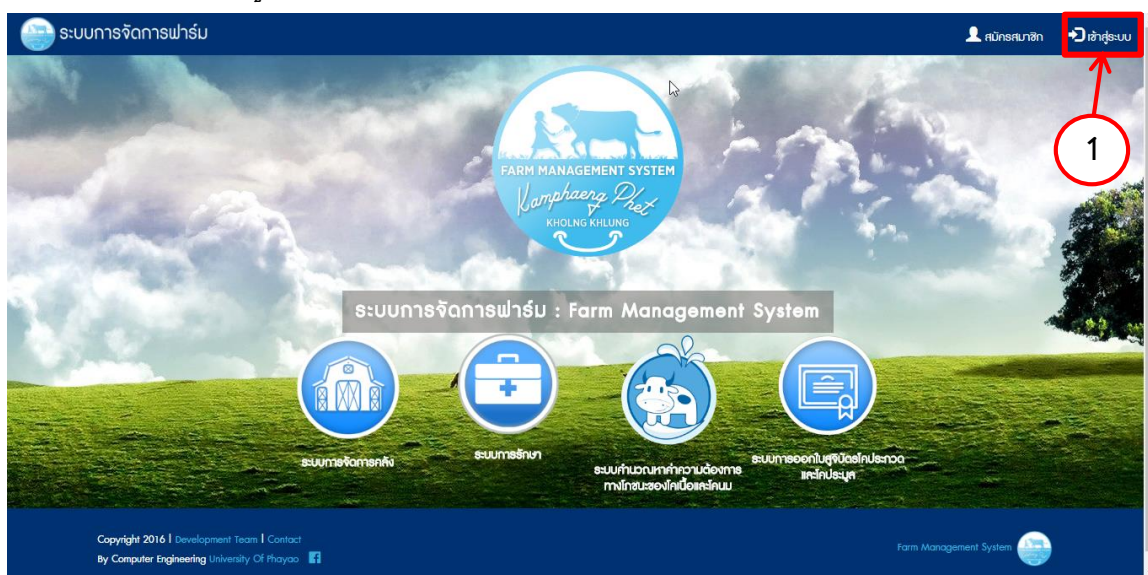 ระบบการจัดการฟาร์ม
สมัครสมาชิก
เข้าสู่ระบบ
1
FARM MANAGEMENT SYSTEM
Kamphaeng Phet
KHOLNG KHLUNG
ระบบการจัดการฟาร์ม : Farm Management System
ระบบการจัดการคลัง
ระบบการรักษา
ระบบคำนวณหาค่าความต้องการ
ทางโภชนะของโคเนื้อและโคนม
ระบบการออกใบสูจิบัตรโคประกวด
และโคประมูล
Copyright 2016 | Development Team | Contact
By Computer Engineering University Of Phayao
Farm Management System